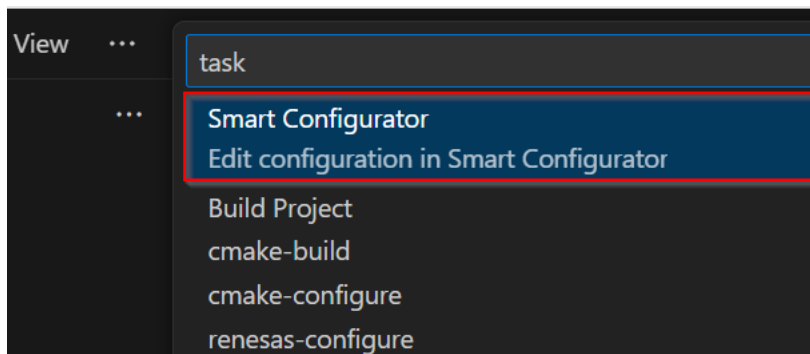 View ...
task
...
Smart Configurator
Edit configuration in Smart Configurator
Build Project
cmake-build
cmake-configure
renesas-configure